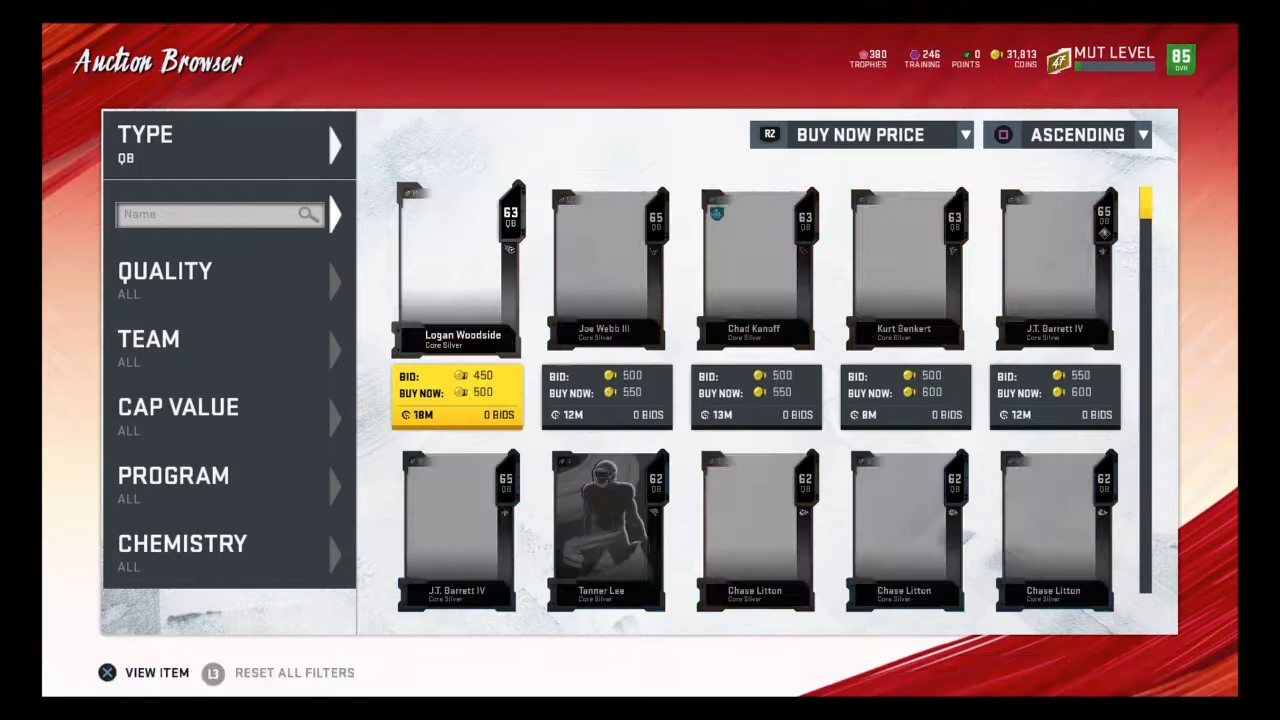 Auction Browser
380 TROPHIES
246 TRAINING
0 POINTS
31,813 COINS
47
MUT LEVEL
85 OVR
TYPE
QB
Name
QUALITY
ALL
TEAM
ALL
CAP VALUE
ALL
PROGRAM
ALL
CHEMISTRY
ALL
R2 BUY NOW PRICE
ASCENDING
63 QB
Logan Woodside
Core Silver
BID: 450
BUY NOW: 500
18M 0 BIDS
65 QB
Joe Webb III
Core Silver
BID: 500
BUY NOW: 550
12M 0 BIDS
63 QB
Chad Kanoff
Core Silver
BID: 500
BUY NOW: 550
13M 0 BIDS
63 QB
Kurt Benkert
Core Silver
BID: 500
BUY NOW: 600
8M 0 BIDS
65 QB
J.T. Barrett IV
Core Silver
BID: 550
BUY NOW: 600
12M 0 BIDS
65 QB
J.T. Barrett IV
Core Silver
62 QB
Tanner Lee
Core Silver
62 QB
Chase Litton
Core Silver
62 QB
Chase Litton
Core Silver
62 QB
Chase Litton
Core Silver
VIEW ITEM
L3 RESET ALL FILTERS